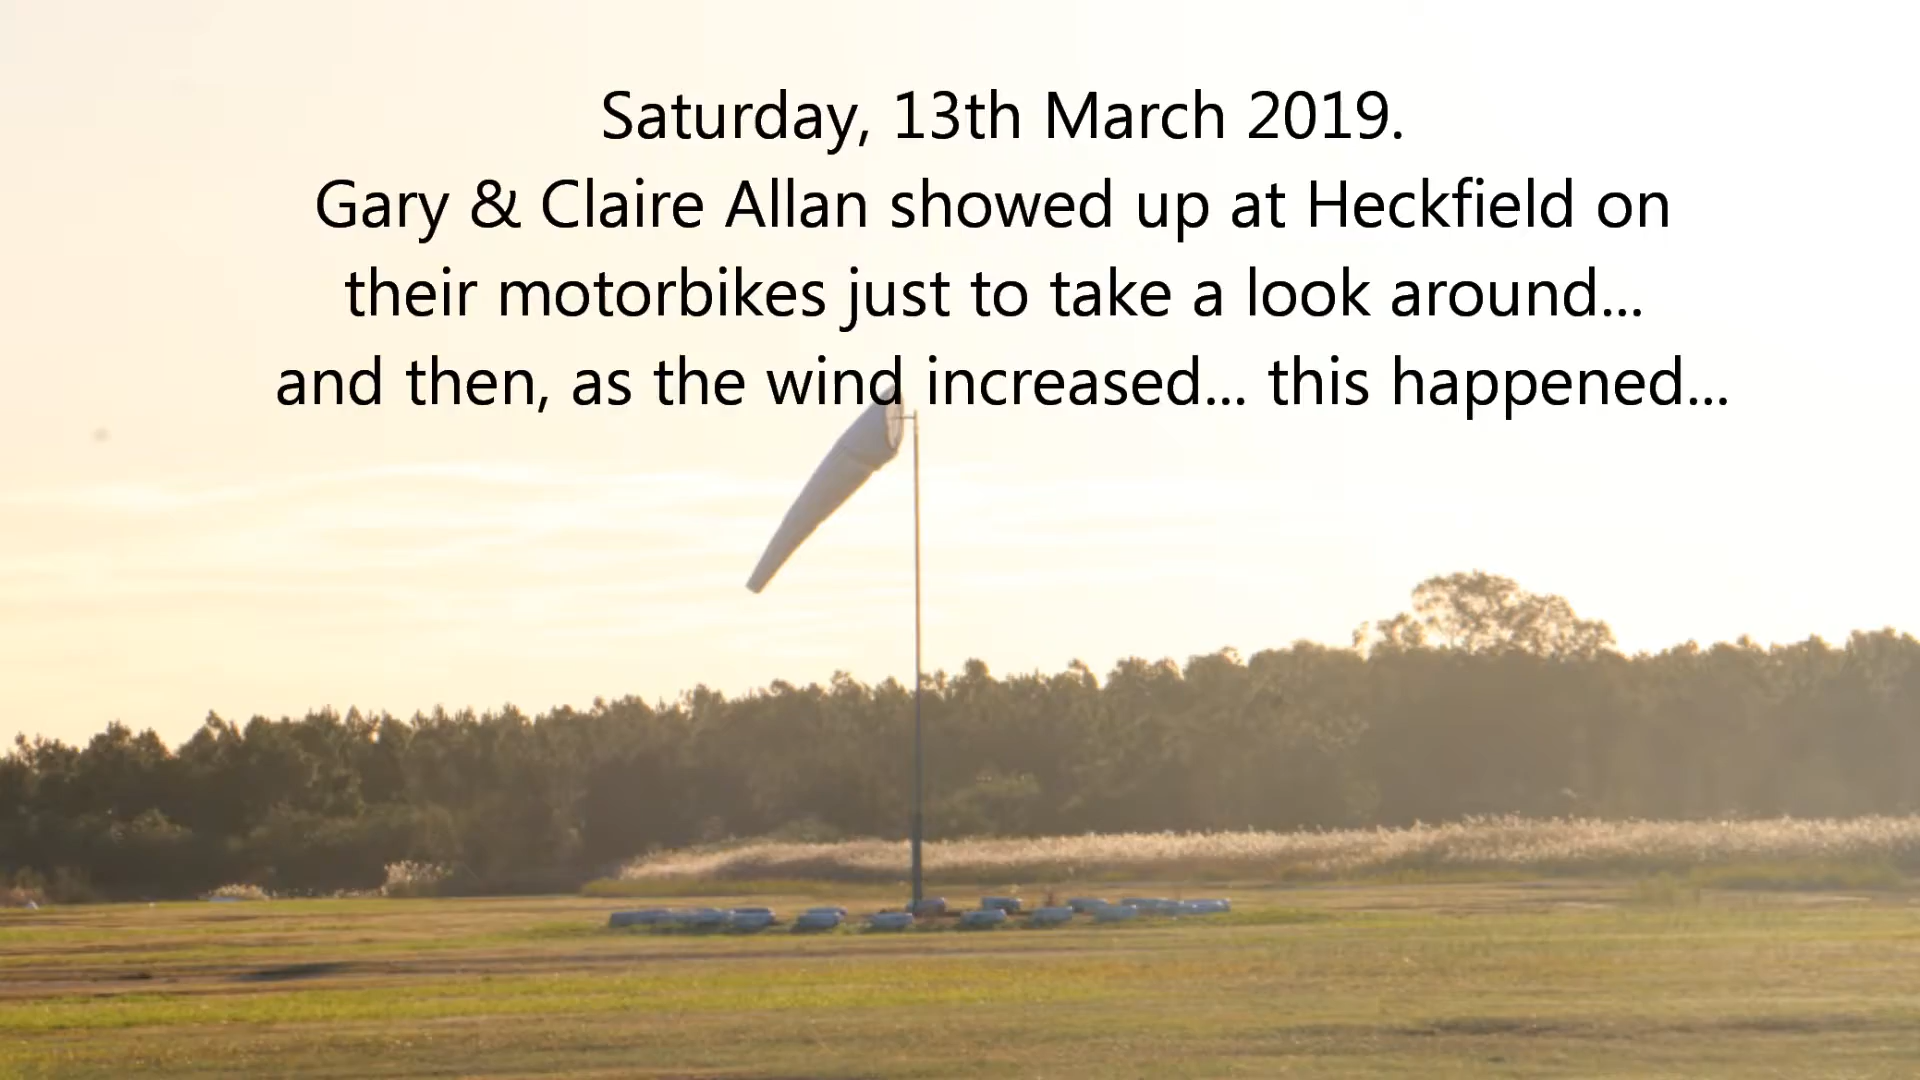 Saturday, 13th March 2019.
Gary & Claire Allan showed up at Heckfield on
their motorbikes just to take a look around...
and then, as the wind increased... this happened...